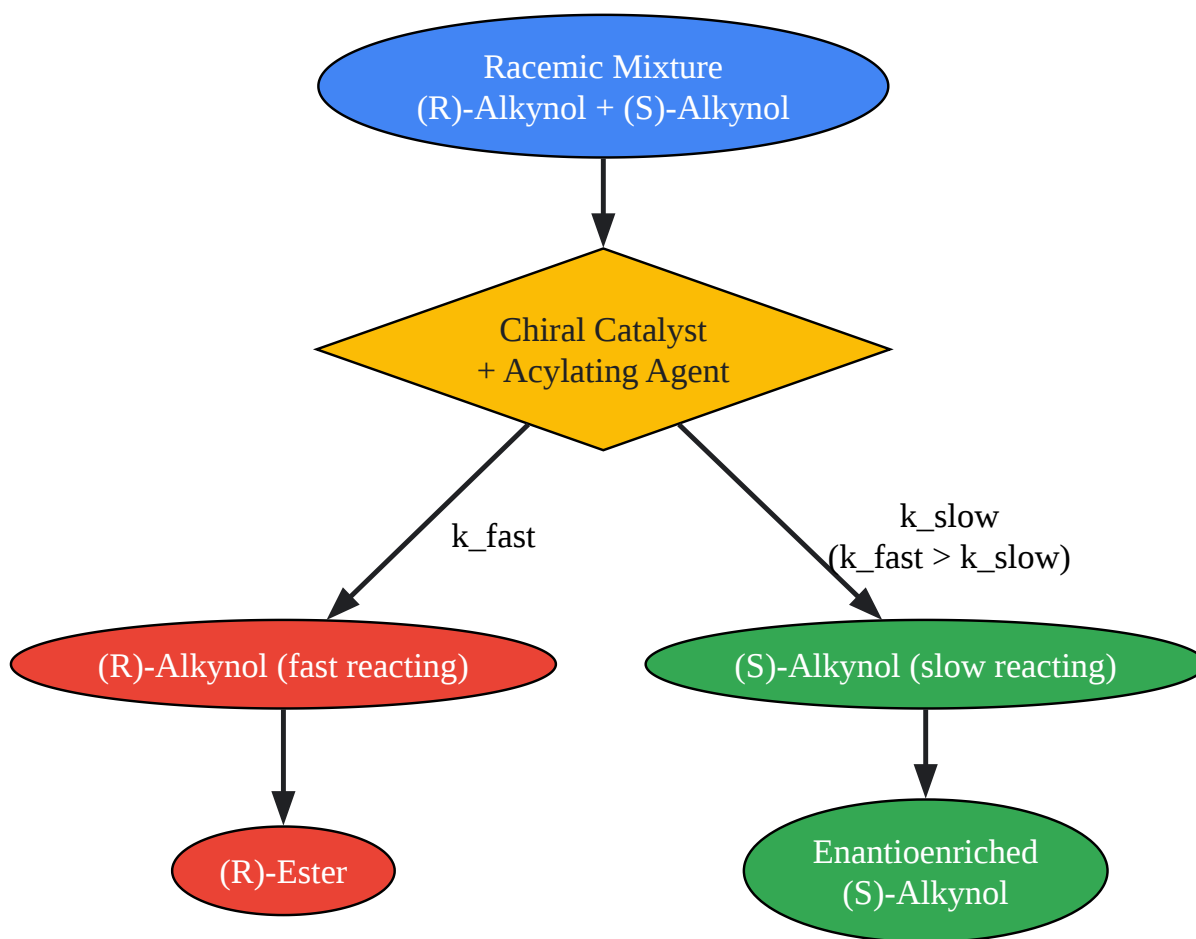 Racemic Mixture
(R)-Alkynol + (S)-Alkynol
Chiral Catalyst
+ Acylating Agent
k_fast
k_slow
(k_fast > k_slow)
(R)-Alkynol (fast reacting)
(S)-Alkynol (slow reacting)
(R)-Ester
Enantioenriched
(S)-Alkynol